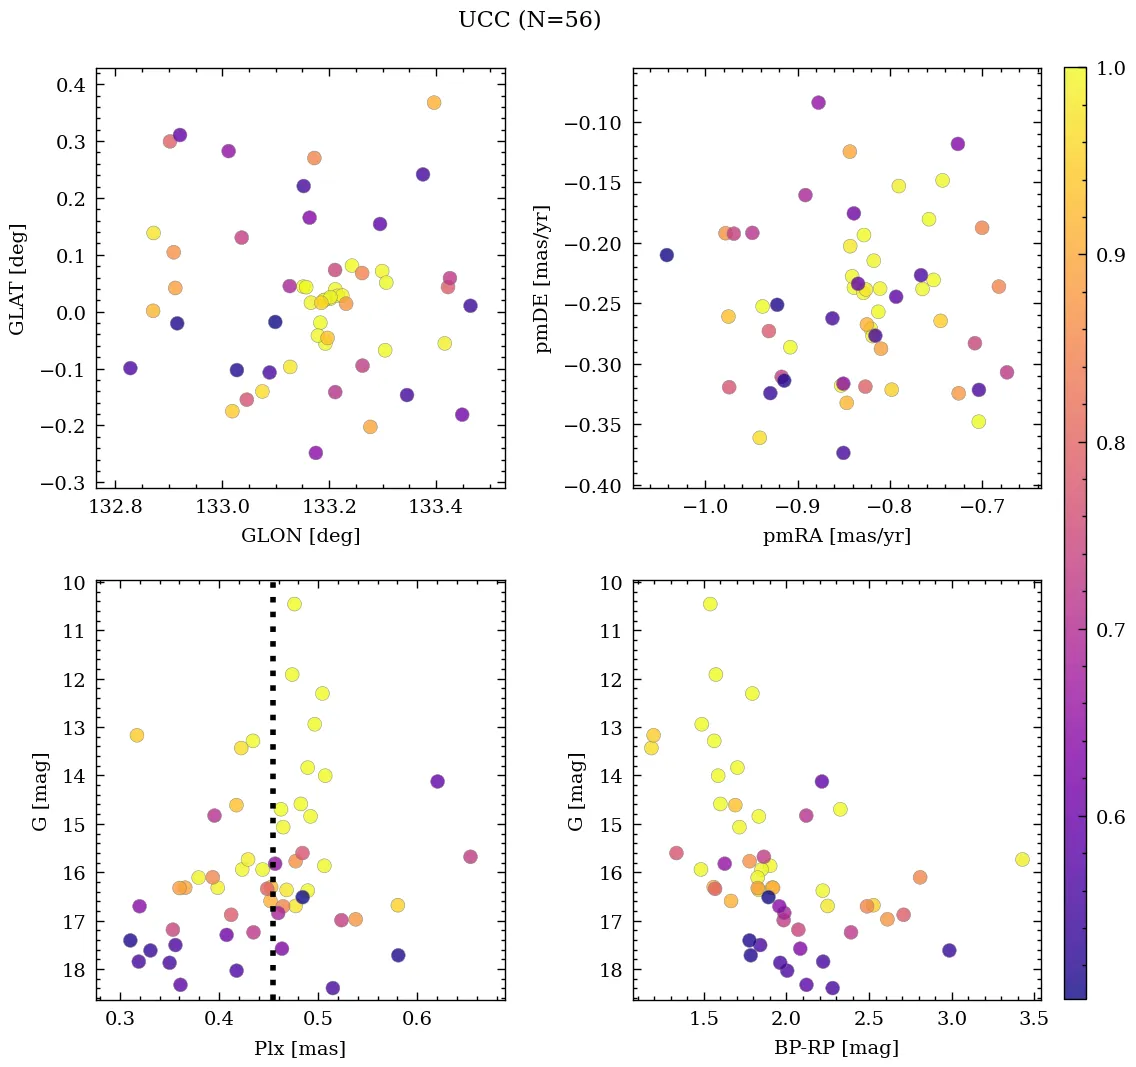 UCC (N=56)
0.4
0.3
0.2
0.1
0.0
−0.1
−0.2
−0.3
GLAT [deg]
132.8 133.0 133.2 133.4
GLON [deg]
−0.10
−0.15
−0.20
−0.25
−0.30
−0.35
−0.40
pmDE [mas/yr]
−1.0 −0.9 −0.8 −0.7
pmRA [mas/yr]
10
11
12
13
14
15
16
17
18
G [mag]
0.3 0.4 0.5 0.6
Plx [mas]
10
11
12
13
14
15
16
17
18
G [mag]
1.5 2.0 2.5 3.0 3.5
BP-RP [mag]
1.0
0.9
0.8
0.7
0.6